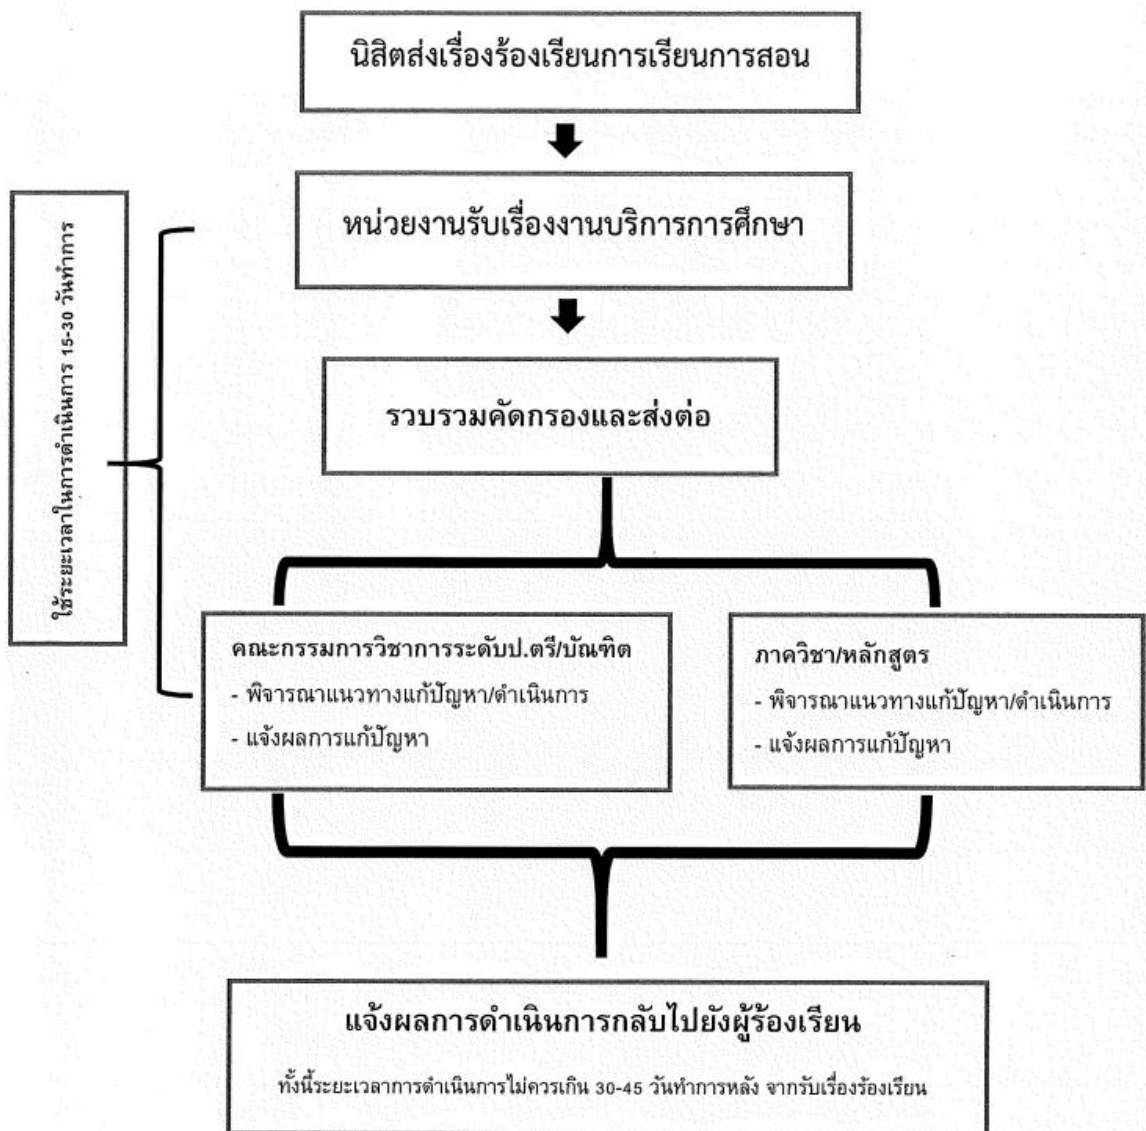 นิสิตส่งเรื่องร้องเรียนการเรียนการสอน
หน่วยงานรับเรื่องงานบริการการศึกษา
ใช้ระยะเวลาในการดำเนินการ 15-30 วันทำการ
รวบรวมคัดกรองและส่งต่อ
คณะกรรมการวิชาการระดับป.ตรี/บัณฑิต
- พิจารณาแนวทางแก้ปัญหา/ดำเนินการ
- แจ้งผลการแก้ปัญหา
ภาควิชา/หลักสูตร
- พิจารณาแนวทางแก้ปัญหา/ดำเนินการ
- แจ้งผลการแก้ปัญหา
แจ้งผลการดำเนินการกลับไปยังผู้ร้องเรียน
ทั้งนี้ระยะเวลาการดำเนินการไม่ควรเกิน 30-45 วันทำการหลัง จากรับเรื่องร้องเรียน